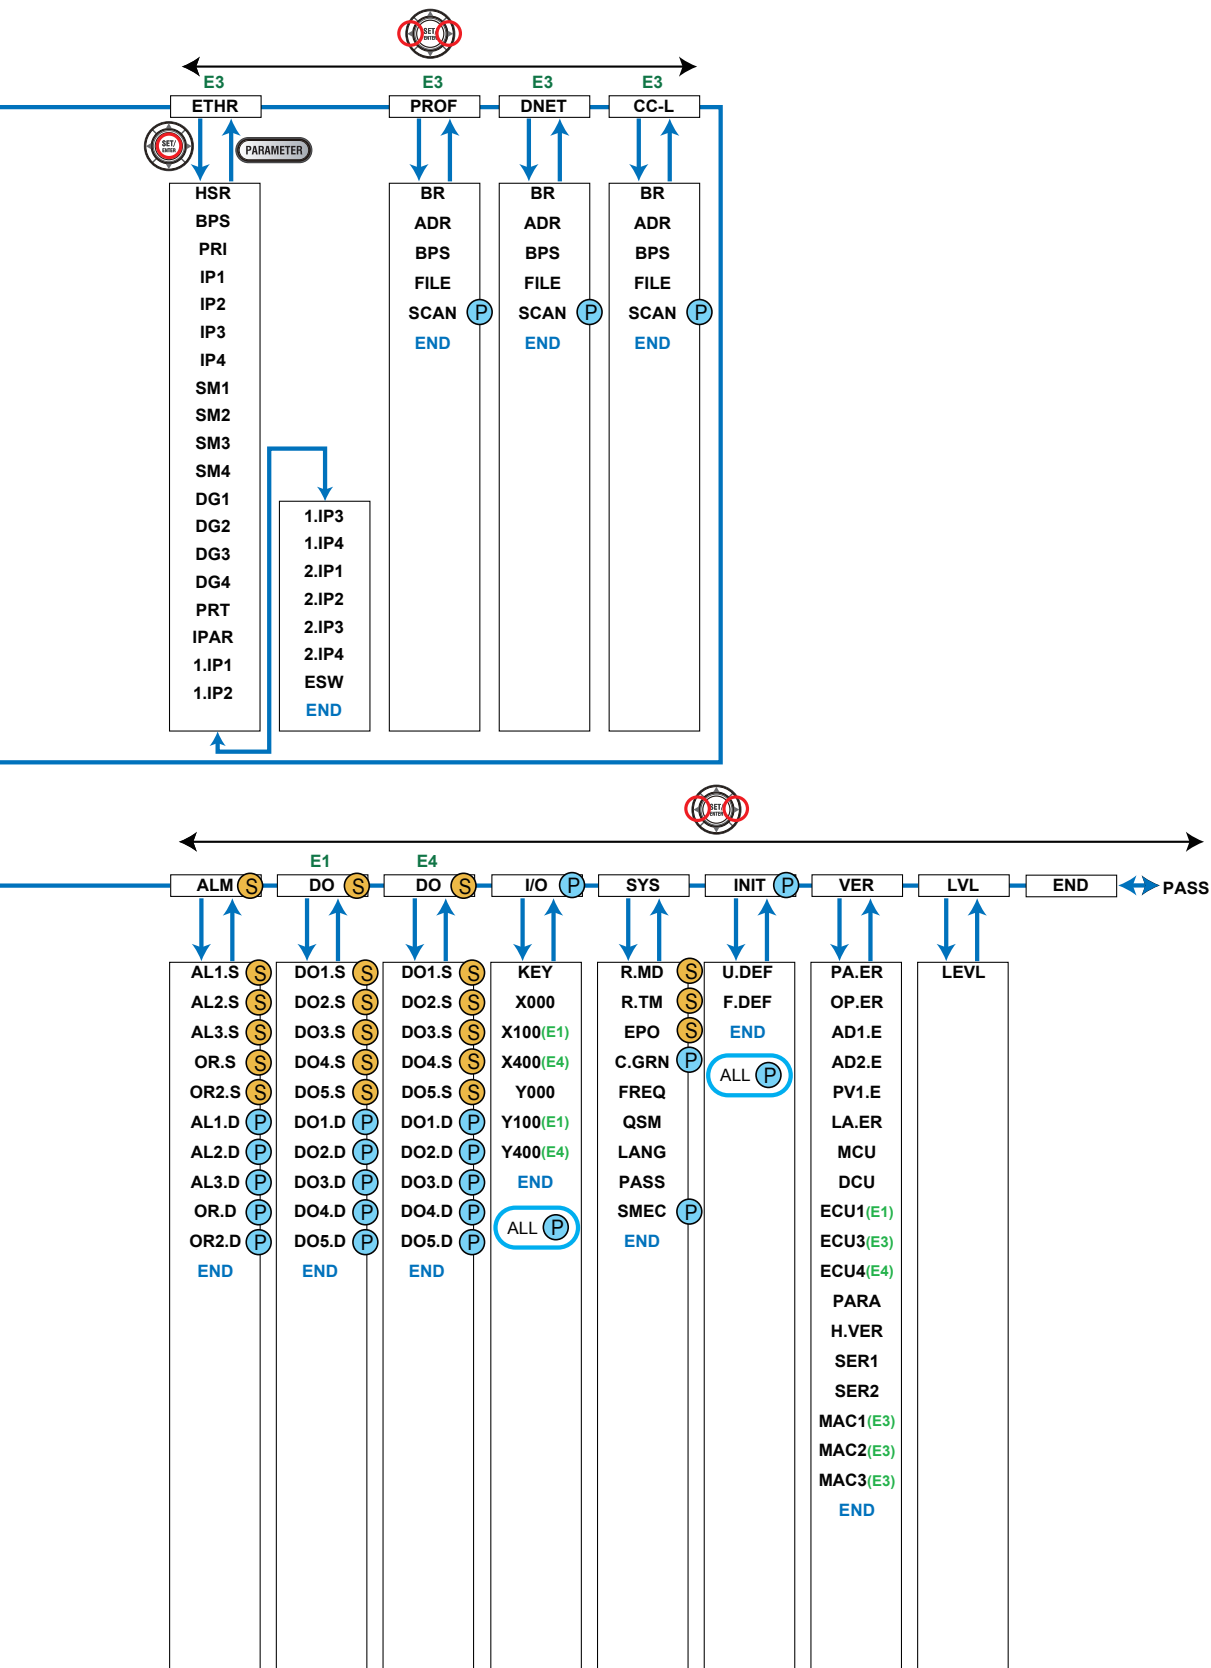 SET/ ENTER
E3 E3 E3 E3
ETHR PROF DNET CC-L
SET/ ENTER PARAMETER
HSR
BPS
PRI
IP1
IP2
IP3
IP4
SM1
SM2
SM3
SM4
DG1
DG2
DG3
DG4
PRT
IPAR
1.IP1
1.IP2
1.IP3
1.IP4
2.IP1
2.IP2
2.IP3
2.IP4
ESW
END
BR
ADR
BPS
FILE
SCAN P
END
BR
ADR
BPS
FILE
SCAN P
END
BR
ADR
BPS
FILE
SCAN P
END
SET/ ENTER
E1 E4
ALM S DO S DO S I/O P SYS INIT P VER LVL END PASS
AL1.S S
AL2.S S
AL3.S S
OR.S S
OR2.S S
AL1.D P
AL2.D P
AL3.D P
OR.D P
OR2.D P
END
DO1.S S
DO2.S S
DO3.S S
DO4.S S
DO5.S S
DO1.D P
DO2.D P
DO3.D P
DO4.D P
DO5.D P
END
DO1.S S
DO2.S S
DO3.S S
DO4.S S
DO5.S S
DO1.D P
DO2.D P
DO3.D P
DO4.D P
DO5.D P
END
KEY
X000
X100(E1)
X400(E4)
Y000
Y100(E1)
Y400(E4)
END
ALL P
R.MD S
R.TM S
EPO S
C.GRN P
FREQ
QSM
LANG
PASS
SMEC P
END
U.DEF
F.DEF
END
ALL P
PA.ER
OP.ER
AD1.E
AD2.E
PV1.E
LA.ER
MCU
DCU
ECU1(E1)
ECU3(E3)
ECU4(E4)
PARA
H.VER
SER1
SER2
MAC1(E3)
MAC2(E3)
MAC3(E3)
END
LEVL